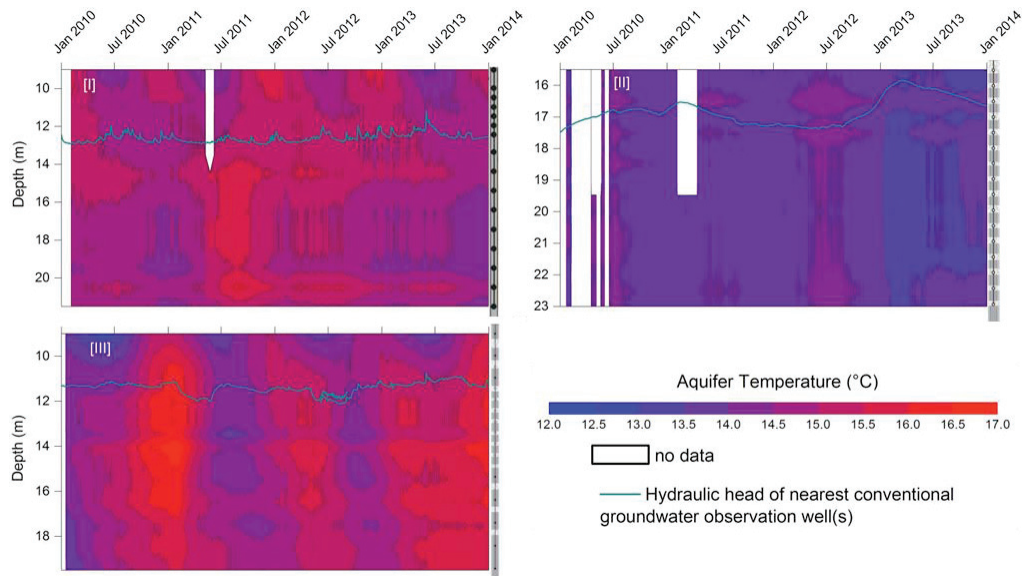 Jan 2010 Jul 2010 Jan 2011 Jul 2011 Jan 2012 Jul 2012 Jan 2013 Jul 2013 Jan 2014
[I]
Depth (m)
10
12
14
16
18
20
Jan 2010 Jul 2010 Jan 2011 Jul 2011 Jan 2012 Jul 2012 Jan 2013 Jul 2013 Jan 2014
[II]
16
17
18
19
20
21
22
23
[III]
Depth (m)
10
12
14
16
18
Aquifer Temperature (°C)
12.0 12.5 13.0 13.5 14.0 14.5 15.0 15.5 16.0 16.5 17.0
no data
Hydraulic head of nearest conventional
groundwater observation well(s)